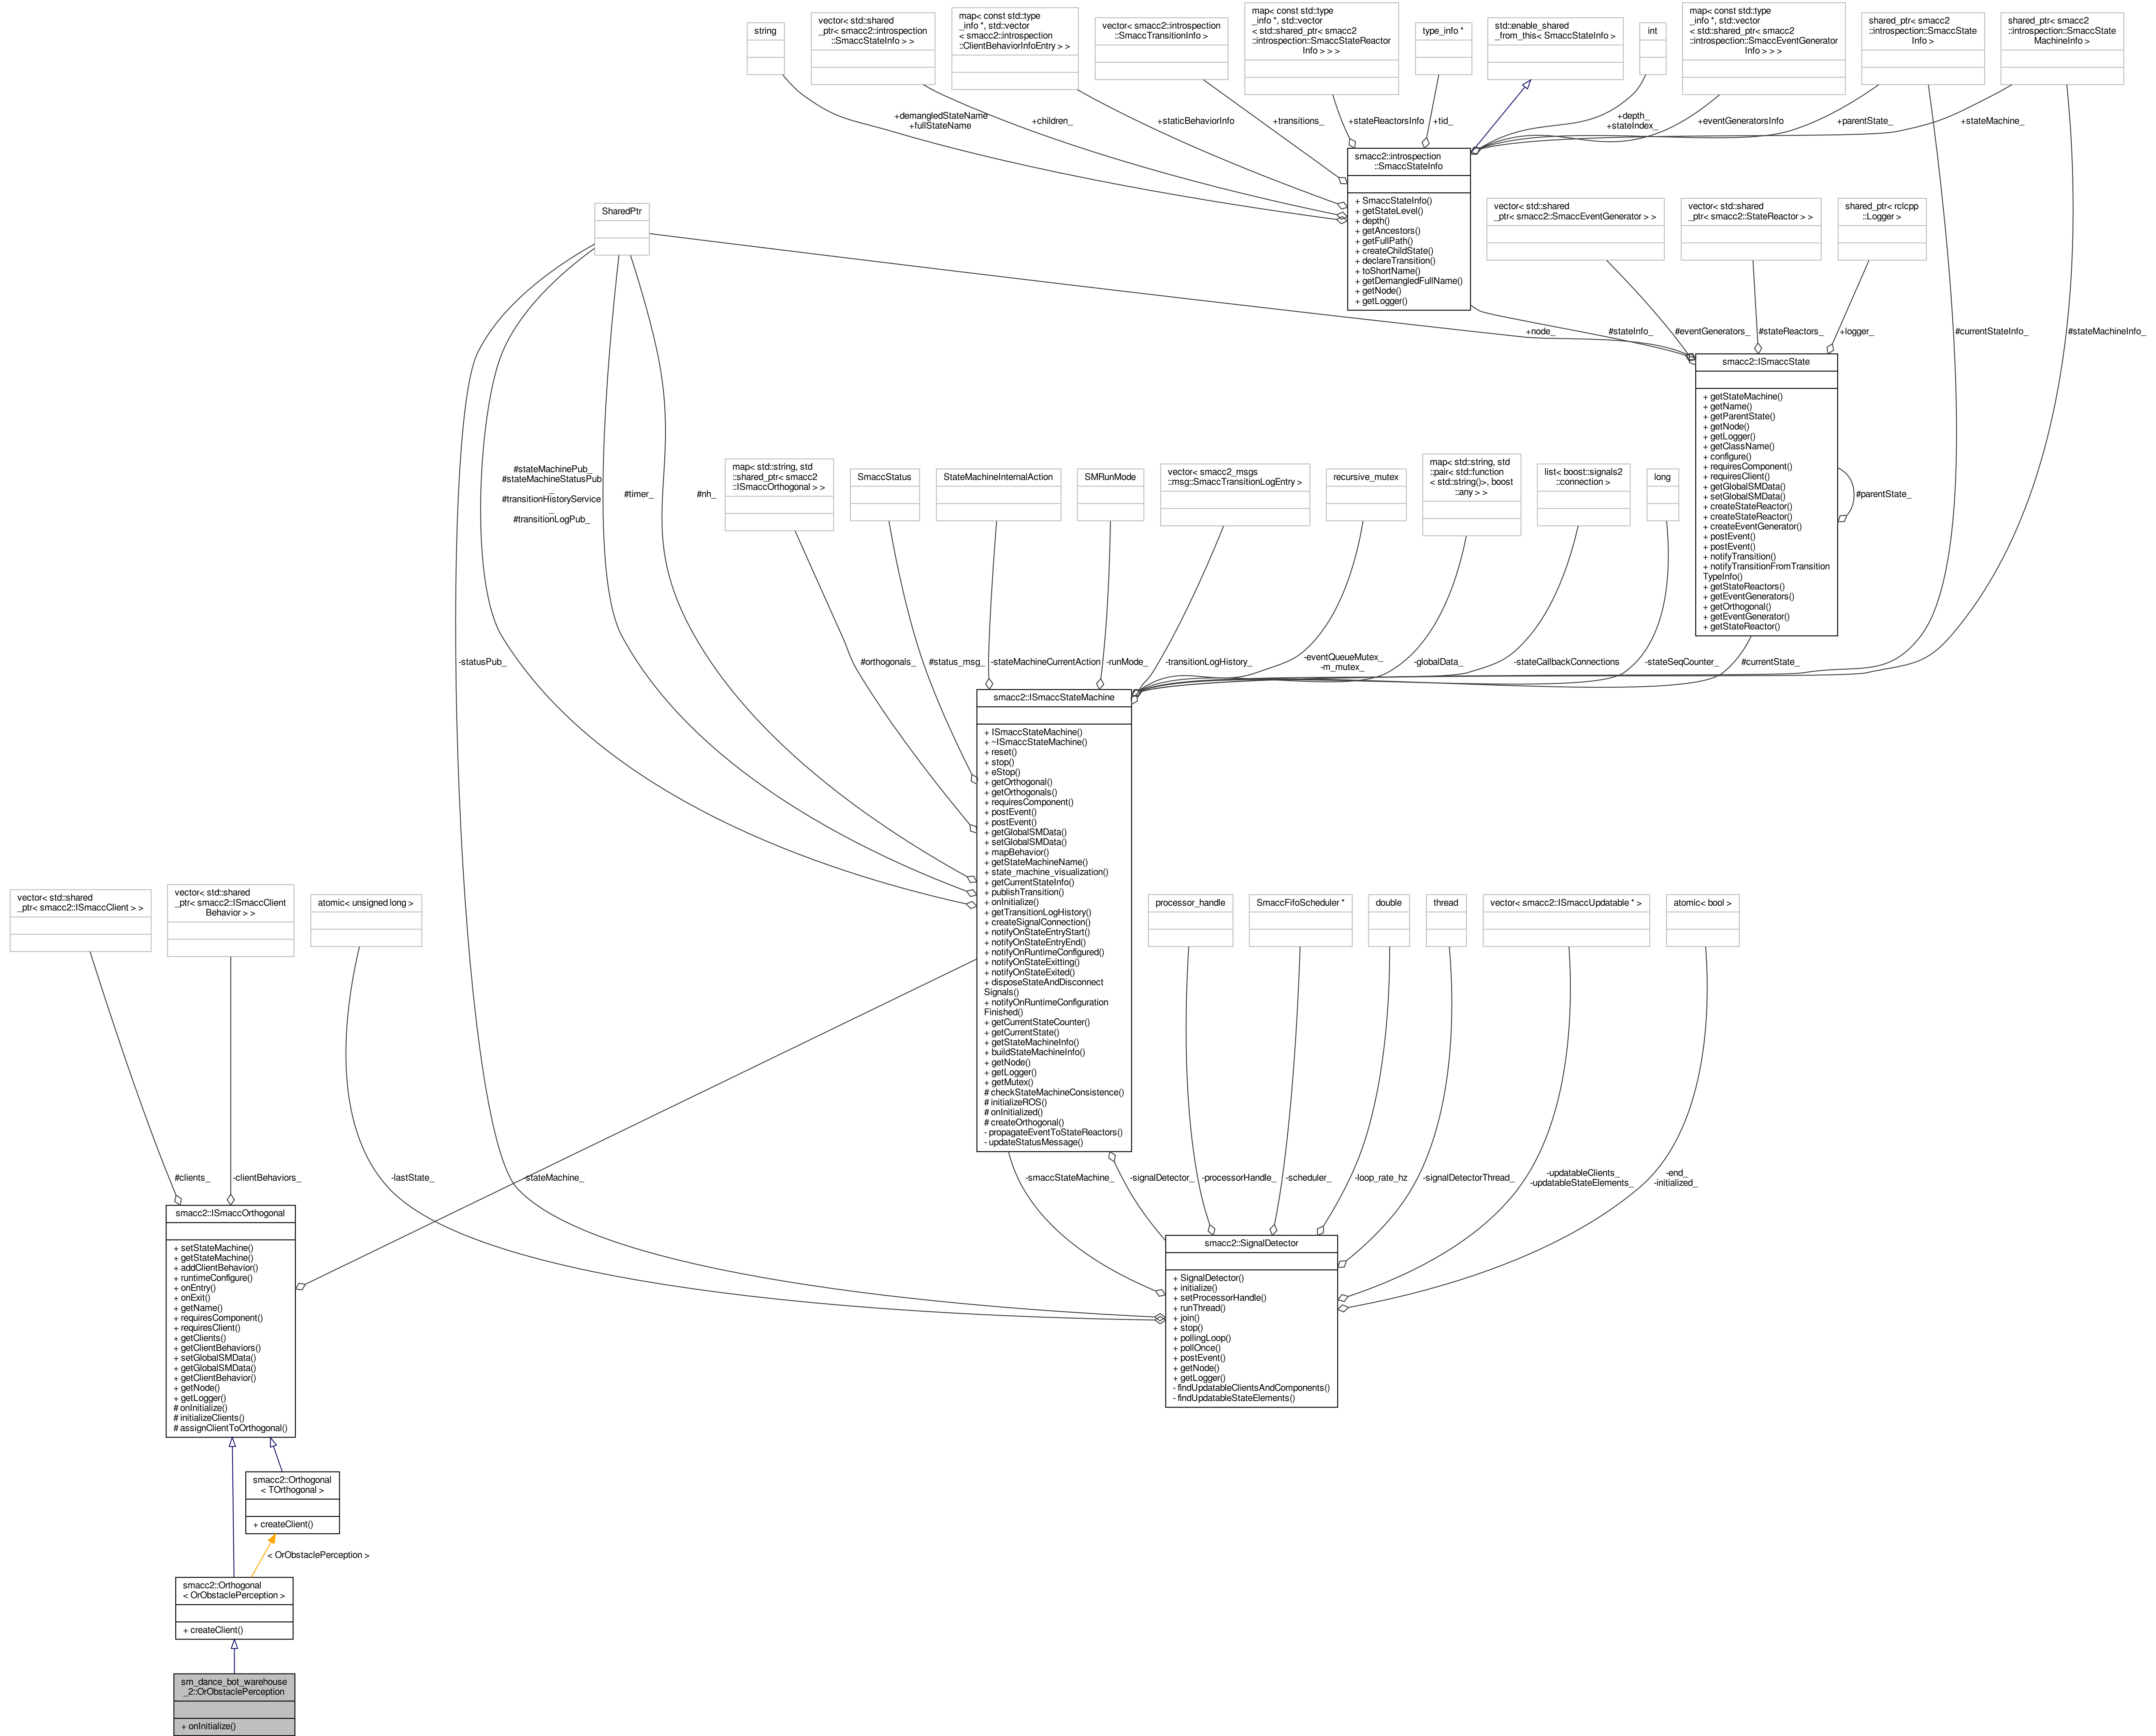 string
vector< std::shared
_ptr< smacc2::introspection
::SmaccStateInfo > >
map< const std::type
_info *, std::vector
< smacc2::introspection
::ClientBehaviorInfoEntry > >
vector< smacc2::introspection
::SmaccTransitionInfo >
map< const std::type
_info *, std::vector
< std::shared_ptr< smacc2
::introspection::SmaccStateReactor
Info > > >
type_info *
std::enable_shared
_from_this< SmaccStateInfo >
int
map< const std::type
_info *, std::vector
< std::shared_ptr< smacc2
::introspection::SmaccEventGenerator
Info > > >
shared_ptr< smacc2
::introspection::SmaccState
Info >
shared_ptr< smacc2
::introspection::SmaccState
MachineInfo >
+demangledStateName
+fullStateName
+children_
+staticBehaviorInfo
+transitions_
+stateReactorsInfo
+tid_
+depth_
+stateIndex_
+eventGeneratorsInfo
+parentState_
+stateMachine_
smacc2::introspection
::SmaccStateInfo
+ SmaccStateInfo()
+ getStateLevel()
+ depth()
+ getAncestors()
+ getFullPath()
+ createChildState()
+ declareTransition()
+ toShortName()
+ getDemangledFullName()
+ getNode()
+ getLogger()
SharedPtr
vector< std::shared
_ptr< smacc2::SmaccEventGenerator > >
vector< std::shared
_ptr< smacc2::StateReactor > >
shared_ptr< rclcpp
::Logger >
+node_
#stateInfo_
#eventGenerators_
#stateReactors_
+logger_
#currentStateInfo_
#stateMachineInfo_
smacc2::ISmaccState
+ getStateMachine()
+ getName()
+ getParentState()
+ getNode()
+ getLogger()
+ getClassName()
+ configure()
+ requiresComponent()
+ requiresClient()
+ getGlobalSMData()
+ setGlobalSMData()
+ createStateReactor()
+ createStateReactor()
+ createEventGenerator()
+ postEvent()
+ postEvent()
+ notifyTransition()
+ notifyTransitionFromTransition
TypeInfo()
+ getStateReactors()
+ getEventGenerators()
+ getOrthogonal()
+ getEventGenerator()
+ getStateReactor()
#parentState_
#stateMachinePub_
#stateMachineStatusPub
_
#transitionHistoryService
_
#transitionLogPub_
#timer_
#nh_
map< std::string, std
::shared_ptr< smacc2
::ISmaccOrthogonal > >
SmaccStatus
StateMachineInternalAction
SMRunMode
vector< smacc2_msgs
::msg::SmaccTransitionLogEntry >
recursive_mutex
map< std::string, std
::pair< std::function
< std::string()>, boost
::any > >
list< boost::signals2
::connection >
long
-statusPub_
#orthogonals_
#status_msg_
-stateMachineCurrentAction
-runMode_
-transitionLogHistory_
-eventQueueMutex_
-m_mutex_
-globalData_
-stateCallbackConnections
-stateSeqCounter_
#currentState_
smacc2::ISmaccStateMachine
+ ISmaccStateMachine()
+ ~ISmaccStateMachine()
+ reset()
+ stop()
+ eStop()
+ getOrthogonal()
+ getOrthogonals()
+ requiresComponent()
+ postEvent()
+ postEvent()
+ getGlobalSMData()
+ setGlobalSMData()
+ mapBehavior()
+ getStateMachineName()
+ state_machine_visualization()
+ getCurrentStateInfo()
+ publishTransition()
+ onInitialize()
+ getTransitionLogHistory()
+ createSignalConnection()
+ notifyOnStateEntryStart()
+ notifyOnStateEntryEnd()
+ notifyOnRuntimeConfigured()
+ notifyOnStateExitting()
+ notifyOnStateExited()
+ disposeStateAndDisconnect
Signals()
+ notifyOnRuntimeConfiguration
Finished()
+ getCurrentStateCounter()
+ getCurrentState()
+ getStateMachineInfo()
+ buildStateMachineInfo()
+ getNode()
+ getLogger()
+ getMutex()
# checkStateMachineConsistence()
# initializeROS()
# onInitialized()
# createOrthogonal()
- propagateEventToStateReactors()
- updateStatusMessage()
vector< std::shared
_ptr< smacc2::ISmaccClient > >
vector< std::shared
_ptr< smacc2::ISmaccClient
Behavior > >
atomic< unsigned long >
processor_handle
SmaccFifoScheduler *
double
thread
vector< smacc2::ISmaccUpdatable * >
atomic< bool >
#clients_
-clientBehaviors_
-lastState_
-stateMachine_
-smaccStateMachine_
-signalDetector_
-processorHandle_
-scheduler_
-loop_rate_hz
-signalDetectorThread_
-updatableClients_
-updatableStateElements_
-end_
-initialized_
smacc2::ISmaccOrthogonal
+ setStateMachine()
+ getStateMachine()
+ addClientBehavior()
+ runtimeConfigure()
+ onEntry()
+ onExit()
+ getName()
+ requiresComponent()
+ requiresClient()
+ getClients()
+ getClientBehaviors()
+ setGlobalSMData()
+ getGlobalSMData()
+ getClientBehavior()
+ getNode()
+ getLogger()
# onInitialize()
# initializeClients()
# assignClientToOrthogonal()
smacc2::SignalDetector
+ SignalDetector()
+ initialize()
+ setProcessorHandle()
+ runThread()
+ join()
+ stop()
+ pollingLoop()
+ pollOnce()
+ postEvent()
+ getNode()
+ getLogger()
- findUpdatableClientsAndComponents()
- findUpdatableStateElements()
smacc2::Orthogonal
< TOrthogonal >
+ createClient()
< OrObstaclePerception >
smacc2::Orthogonal
< OrObstaclePerception >
+ createClient()
sm_dance_bot_warehouse
_2::OrObstaclePerception
+ onInitialize()